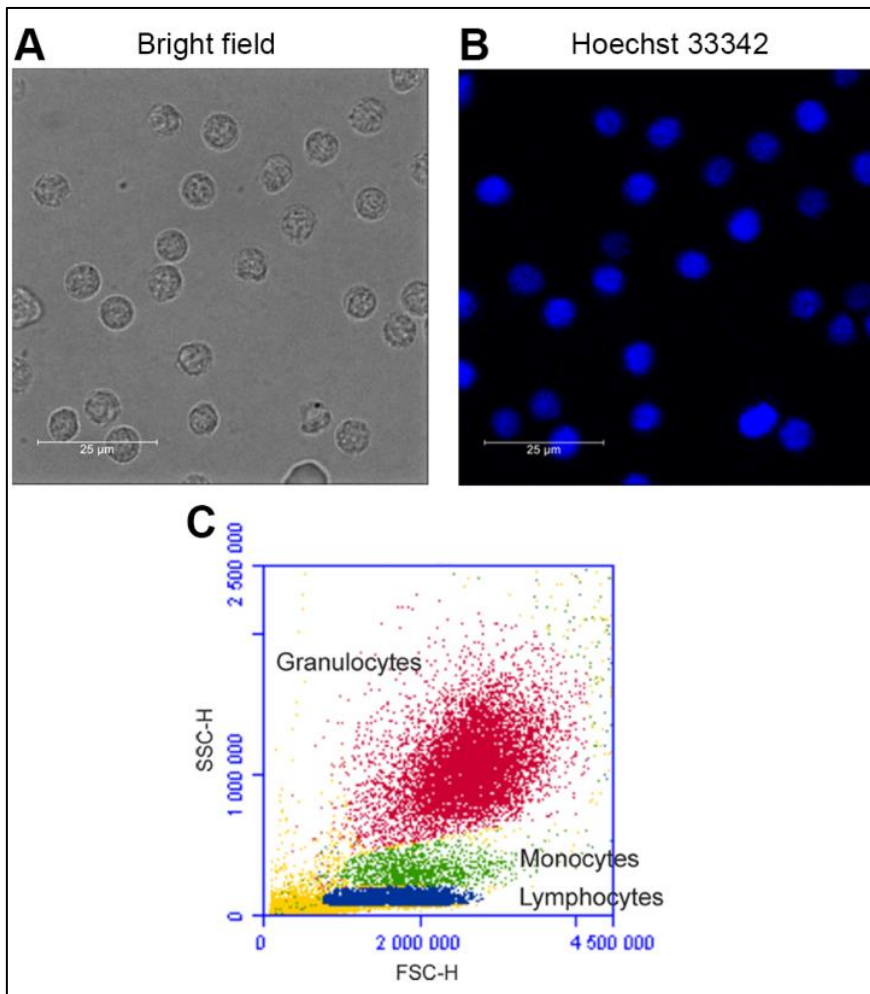 A
Bright field
B
Hoechst 33342
25 µm
25 µm
C
2 500 000
Granulocytes
SSC-H
1 000 000
Monocytes
Lymphocytes
0
0
2 000 000
4 500 000
FSC-H